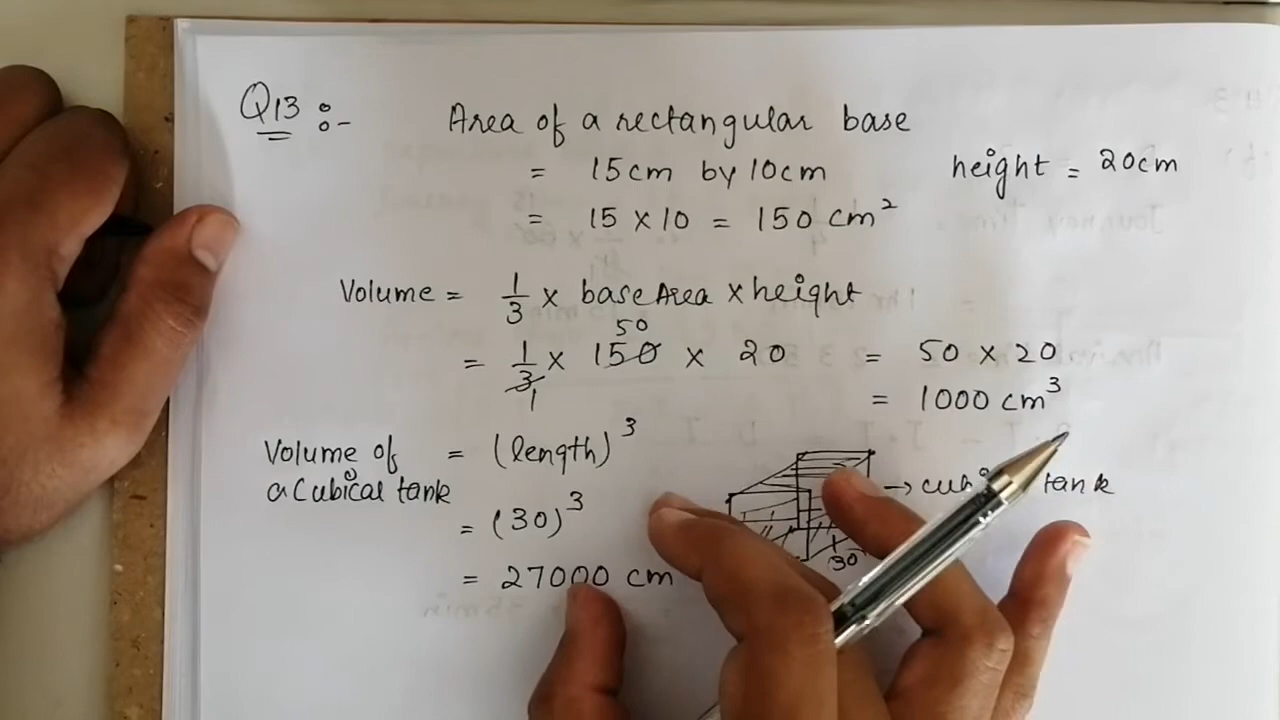 Q13 :-
Area of a rectangular base
= 15cm by 10cm
height = 20cm
= 15 × 10 = 150 cm²
Volume = 1/3 × base Area × height
50
= 1/3 × 150 × 20 = 50 × 20
1
= 1000 cm³
Volume of a Cubical tank = (length)³
→ tank
= (30)³
30
= 27000 cm